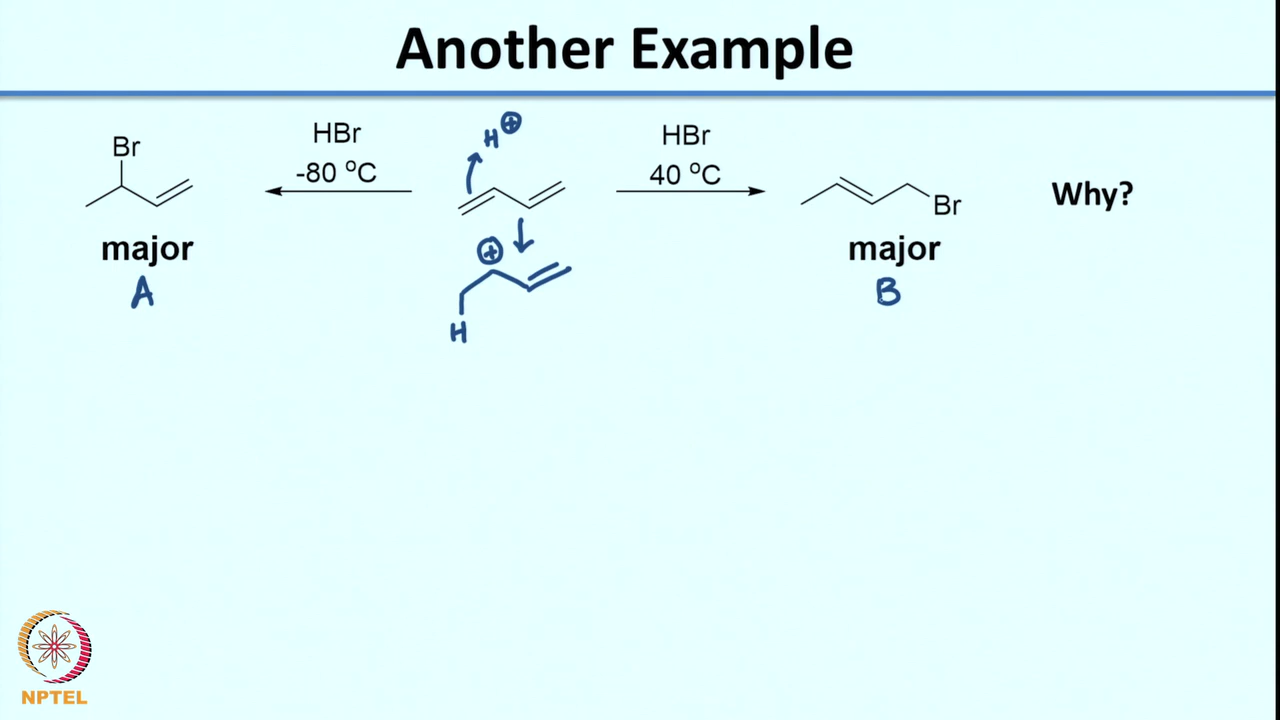 Another Example
Br
major
A
HBr
-80 °C
H⊕
⊕
H
HBr
40 °C
Br
major
B
Why?
NPTEL